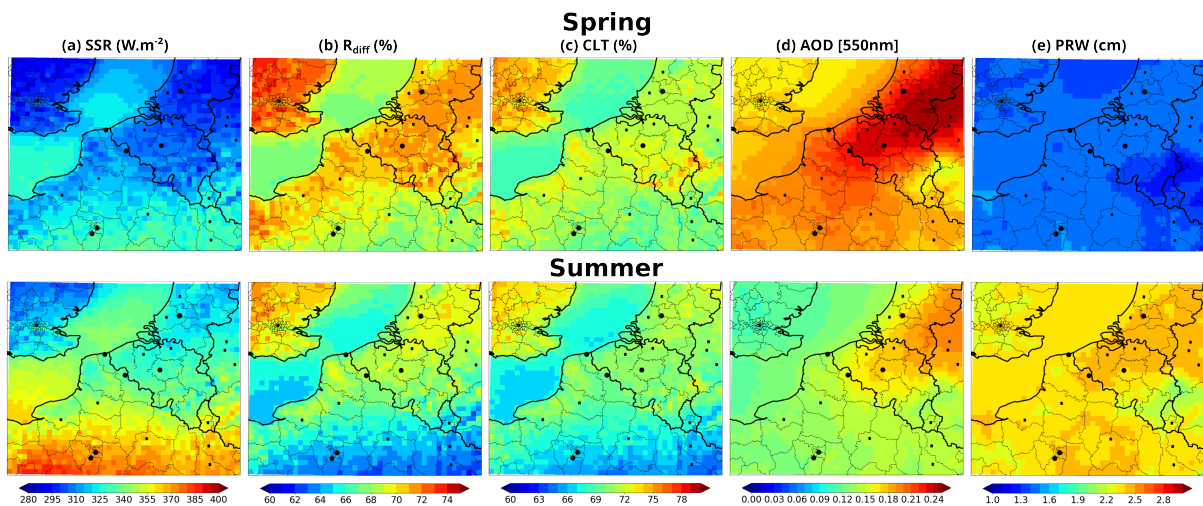 Spring
(a) SSR (W.m⁻²) (b) R_diff (%) (c) CLT (%) (d) AOD [550nm] (e) PRW (cm)
Summer
280 295 310 325 340 355 370 385 400 60 62 64 66 68 70 72 74 60 63 66 69 72 75 78 0.00 0.03 0.06 0.09 0.12 0.15 0.18 0.21 0.24 1.0 1.3 1.6 1.9 2.2 2.5 2.8